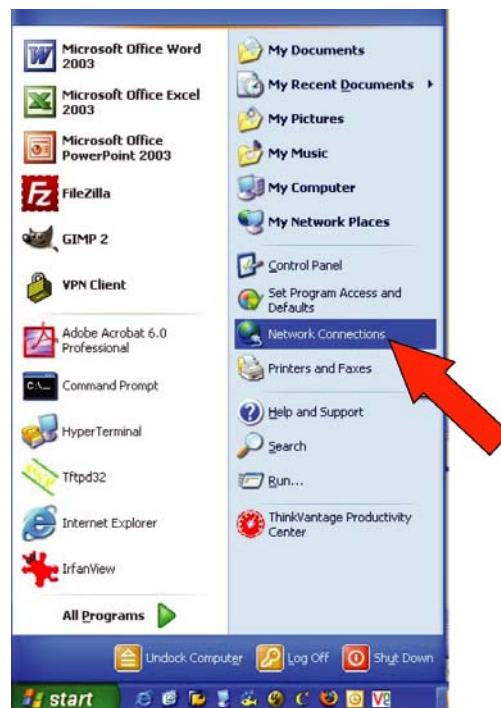 Microsoft Office Word
2003
Microsoft Office Excel
2003
Microsoft Office
PowerPoint 2003
FileZilla
GIMP 2
VPN Client
Adobe Acrobat 6.0
Professional
Command Prompt
HyperTerminal
Tftpd32
Internet Explorer
IrfanView
All Programs
My Documents
My Recent Documents
My Pictures
My Music
My Computer
My Network Places
Control Panel
Set Program Access and
Defaults
Network Connections
Printers and Faxes
Help and Support
Search
Run...
ThinkVantage Productivity
Center
Undock Computer
Log Off
Shut Down
start